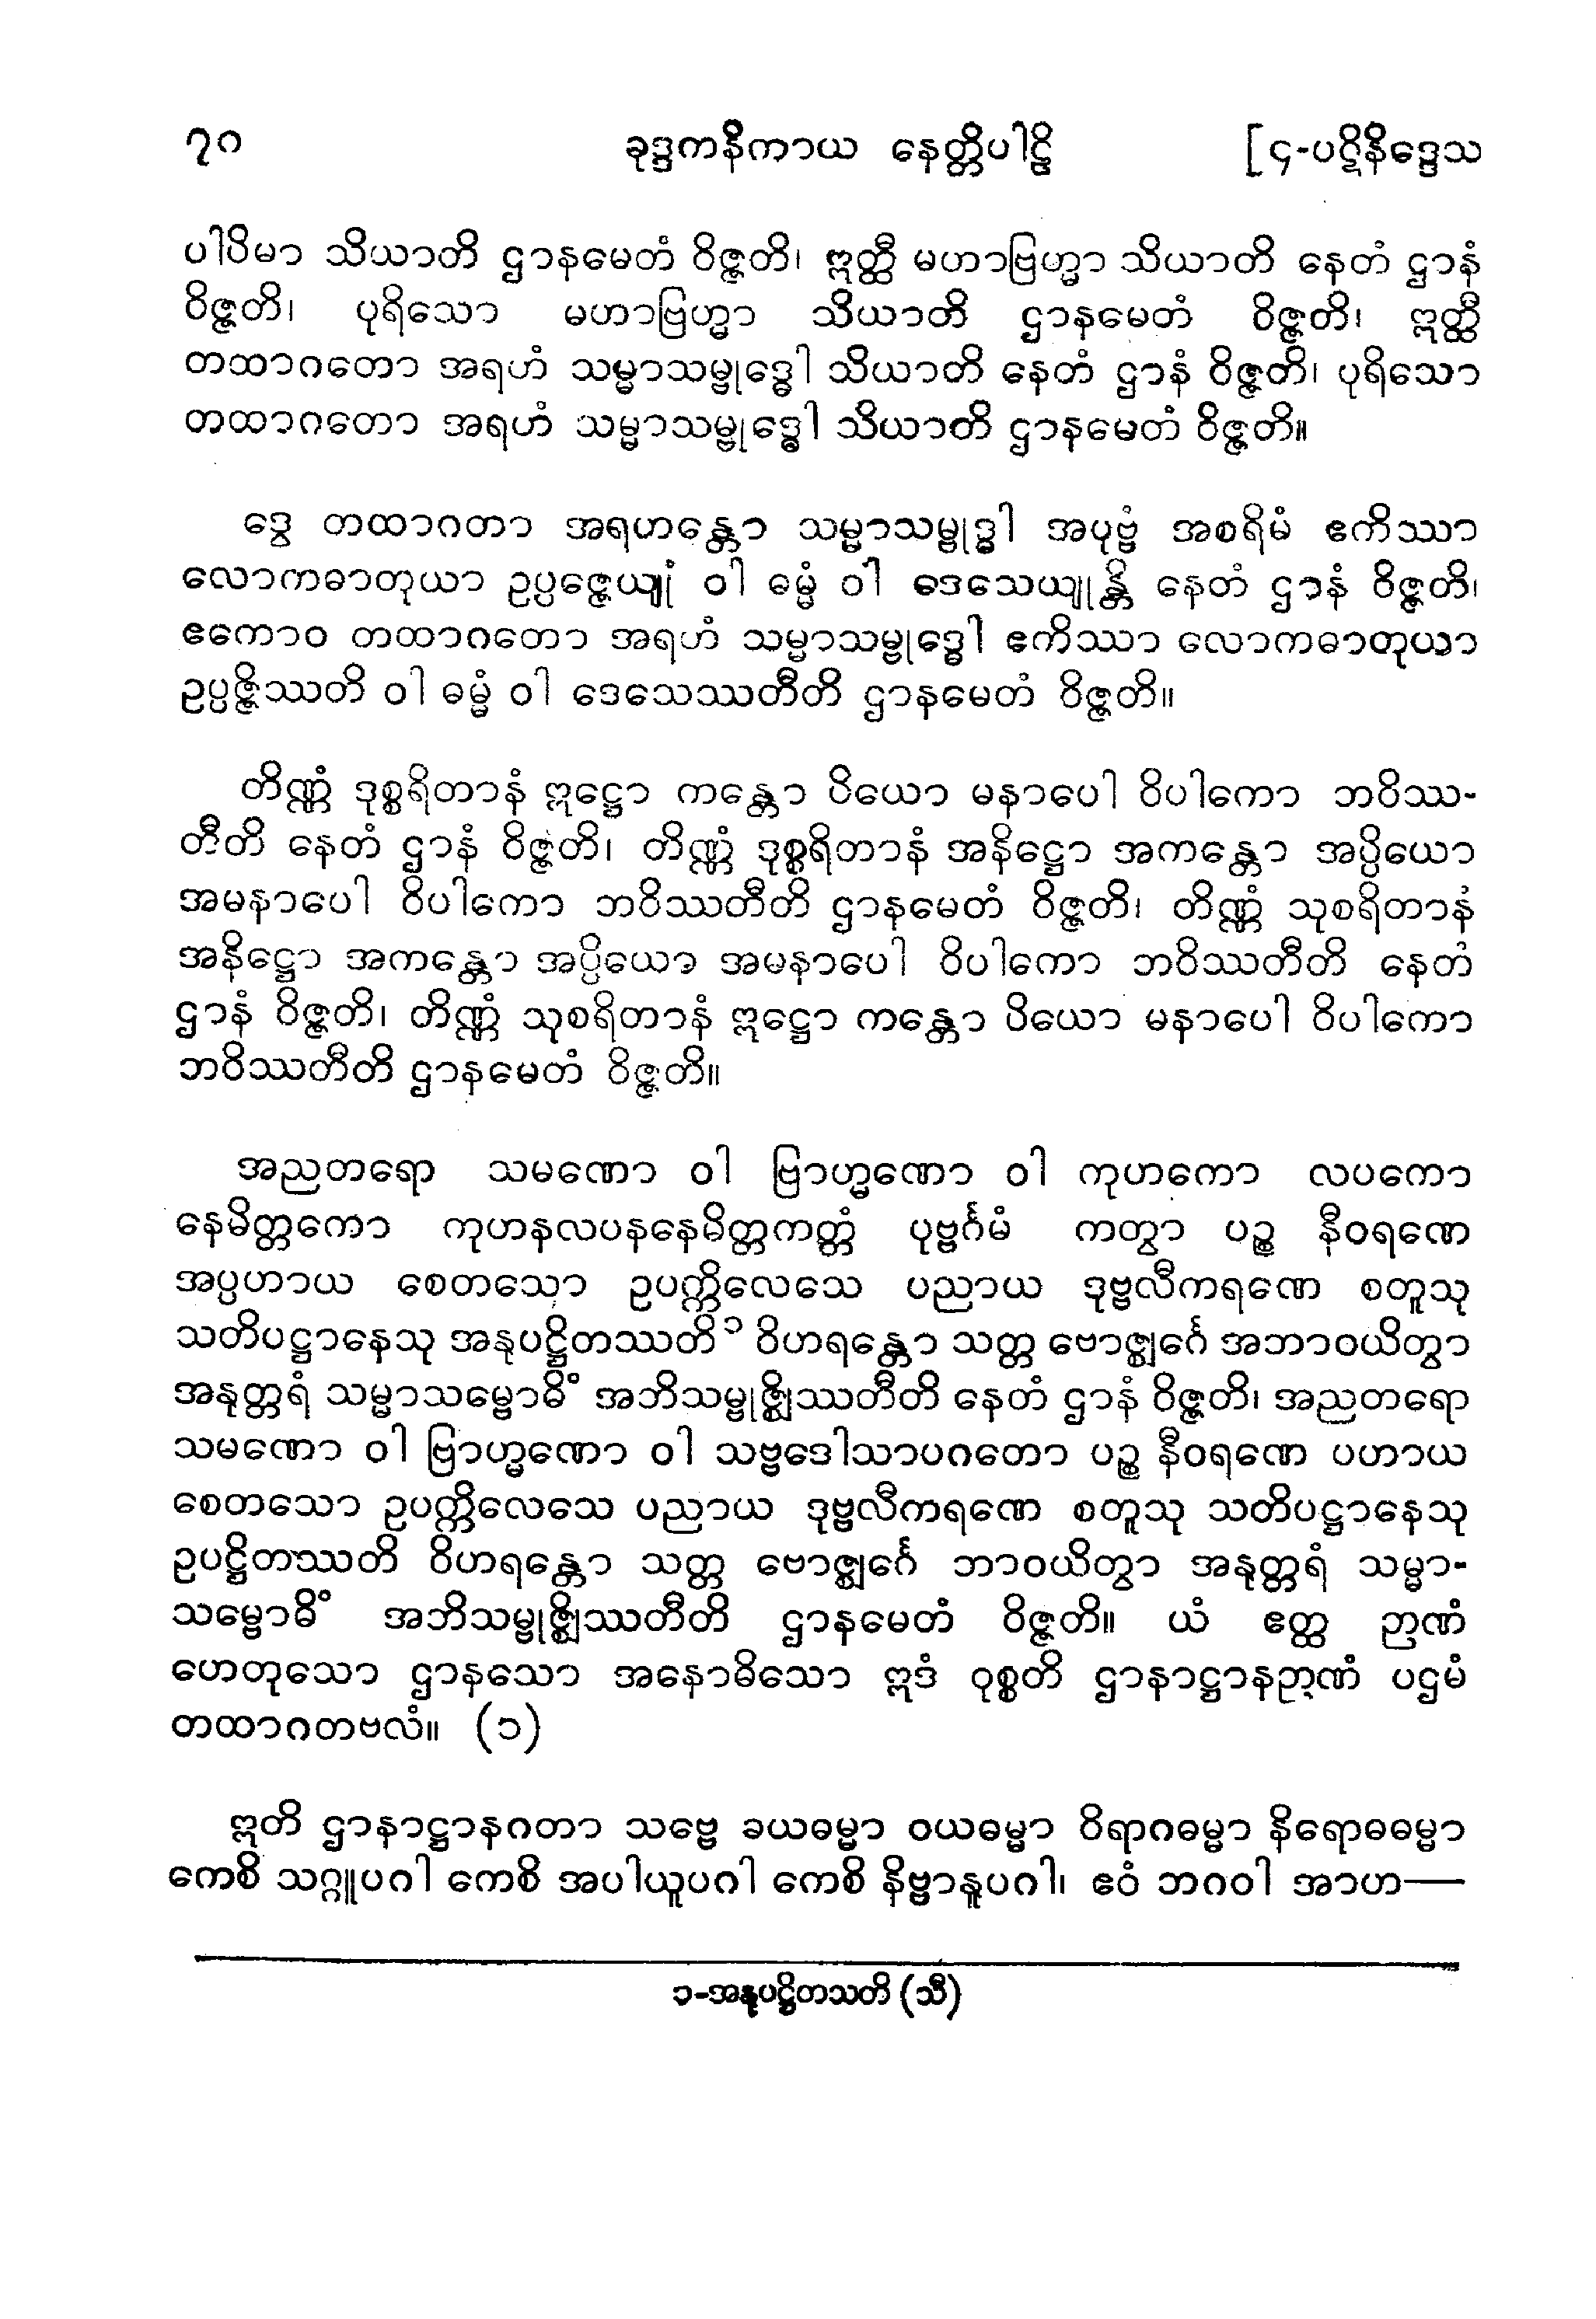 ၇၀ ခုဒ္ဒကနိကာယ နေတ္တိပါဠိ [၄-ပဋိနိဒ္ဒေသ
ပါပိမာ သိယာတိ ဌာနမေတံ ဝိဇ္ဇတိ၊ ဣတ္ထီ မဟာဗြဟ္မာ သိယာတိ နေတံ ဌာနံ
ဝိဇ္ဇတိ၊ ပုရိသော မဟာဗြဟ္မာ သိယာတိ ဌာနမေတံ ဝိဇ္ဇတိ၊ ဣတ္ထီ
တထာဂတော အရဟံ သမ္မာသမ္ဗုဒ္ဓေါ သိယာတိ နေတံ ဌာနံ ဝိဇ္ဇတိ၊ ပုရိသော
တထာဂတော အရဟံ သမ္မာသမ္ဗုဒ္ဓေါ သိယာတိ ဌာနမေတံ ဝိဇ္ဇတိ။
ဒွေ တထာဂတာ အရဟန္တော သမ္မာသမ္ဗုဒ္ဓါ အပုဗ္ဗံ အစရိမံ ဧကိဿာ
လောကဓာတုယာ ဥပ္ပဇ္ဇေယျုံ ဝါ ဓမ္မံ ဝါ ဒေသေယျုန္တိ နေတံ ဌာနံ ဝိဇ္ဇတိ၊
ဧကောဝ တထာဂတော အရဟံ သမ္မာသမ္ဗုဒ္ဓေါ ဧကိဿာ လောကဓာတုယာ
ဥပ္ပဇ္ဇိဿတိ ဝါ ဓမ္မံ ဝါ ဒေသေဿတီတိ ဌာနမေတံ ဝိဇ္ဇတိ။
တိဏ္ဏံ ဒုစ္စရိတာနံ ဣဋ္ဌော ကန္တော ပိယော မနာပေါ ဝိပါကော ဘဝိဿ-
တီတိ နေတံ ဌာနံ ဝိဇ္ဇတိ၊ တိဏ္ဏံ ဒုစ္စရိတာနံ အနိဋ္ဌော အကန္တော အပ္ပိယော
အမနာပေါ ဝိပါကော ဘဝိဿတီတိ ဌာနမေတံ ဝိဇ္ဇတိ၊ တိဏ္ဏံ သုစရိတာနံ
အနိဋ္ဌော အကန္တော အပ္ပိယော အမနာပေါ ဝိပါကော ဘဝိဿတီတိ နေတံ
ဌာနံ ဝိဇ္ဇတိ၊ တိဏ္ဏံ သုစရိတာနံ ဣဋ္ဌော ကန္တော ပိယော မနာပေါ ဝိပါကော
ဘဝိဿတီတိ ဌာနမေတံ ဝိဇ္ဇတိ။
အညတရော သမဏော ဝါ ဗြာဟ္မဏော ဝါ ကုဟကော လပကော
နေမိတ္တကော ကုဟနလပနနေမိတ္တကတ္တံ ပုဗ္ဗင်္ဂမံ ကတွာ ပဉ္စ နီဝရဏေ
အပ္ပဟာယ စေတသော ဥပက္ကိလေသေ ပညာယ ဒုဗ္ဗလီကရဏေ စတူသု
သတိပဋ္ဌာနေသု အနုပဋ္ဌိတဿတိ ၁ ဝိဟရန္တော သတ္တ ဗောဇ္ဈင်္ဂေ အဘာဝယိတွာ
အနုတ္တရံ သမ္မာသမ္ဗောဓိံ အဘိသမ္ဗုဇ္ဈိဿတီတိ နေတံ ဌာနံ ဝိဇ္ဇတိ၊ အညတရော
သမဏော ဝါ ဗြာဟ္မဏော ဝါ သဗ္ဗဒေါသာပဂတော ပဉ္စ နီဝရဏေ ပဟာယ
စေတသော ဥပက္ကိလေသေ ပညာယ ဒုဗ္ဗလီကရဏေ စတူသု သတိပဋ္ဌာနေသု
ဥပဋ္ဌိတဿတိ ဝိဟရန္တော သတ္တ ဗောဇ္ဈင်္ဂေ ဘာဝယိတွာ အနုတ္တရံ သမ္မာ-
သမ္ဗောဓိံ အဘိသမ္ဗုဇ္ဈိဿတီတိ ဌာနမေတံ ဝိဇ္ဇတိ။ ယံ ဧတ္ထ ဉာဏံ
ဟေတုသော ဌာနသော အနောဓိသော ဣဒံ ဝုစ္စတိ ဌာနာဋ္ဌာနဉာဏံ ပဌမံ
တထာဂတဗလံ။ (၁)
ဣတိ ဌာနာဋ္ဌာနဂတာ သဗ္ဗေ ခယဓမ္မာ ဝယဓမ္မာ ဝိရာဂဓမ္မာ နိရောဓဓမ္မာ
ကေစိ သဂ္ဂူပဂါ ကေစိ အပါယူပဂါ ကေစိ နိဗ္ဗာနူပဂါ၊ ဧဝံ ဘဂဝါ အာဟ—
၁-အနုပဋ္ဌိတသတိ (သီ)